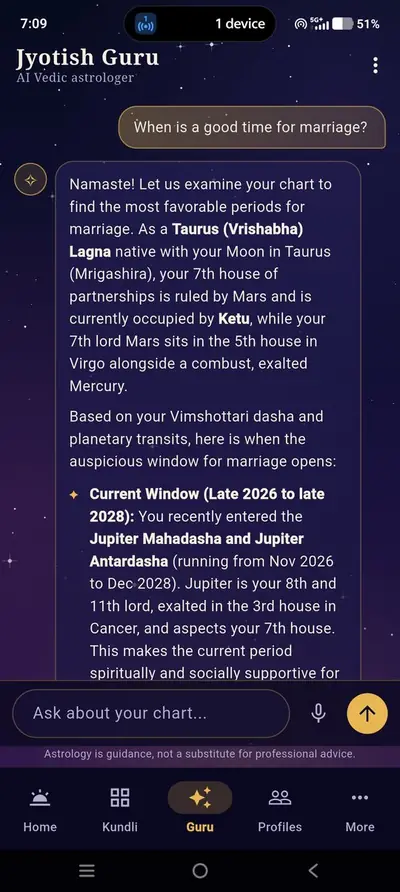 7:09
1
1 device
5G+
51%
Jyotish Guru
AI Vedic astrologer
When is a good time for marriage?
Namaste! Let us examine your chart to
find the most favorable periods for
marriage. As a Taurus (Vrishabha)
Lagna native with your Moon in Taurus
(Mrigashira), your 7th house of
partnerships is ruled by Mars and is
currently occupied by Ketu, while your
7th lord Mars sits in the 5th house in
Virgo alongside a combust, exalted
Mercury.
Based on your Vimshottari dasha and
planetary transits, here is when the
auspicious window for marriage opens:
Current Window (Late 2026 to late
2028): You recently entered the
Jupiter Mahadasha and Jupiter
Antardasha (running from Nov 2026
to Dec 2028). Jupiter is your 8th and
11th lord, exalted in the 3rd house in
Cancer, and aspects your 7th house.
This makes the current period
spiritually and socially supportive for
Ask about your chart...
Astrology is guidance, not a substitute for professional advice.
Home
Kundli
Guru
Profiles
More